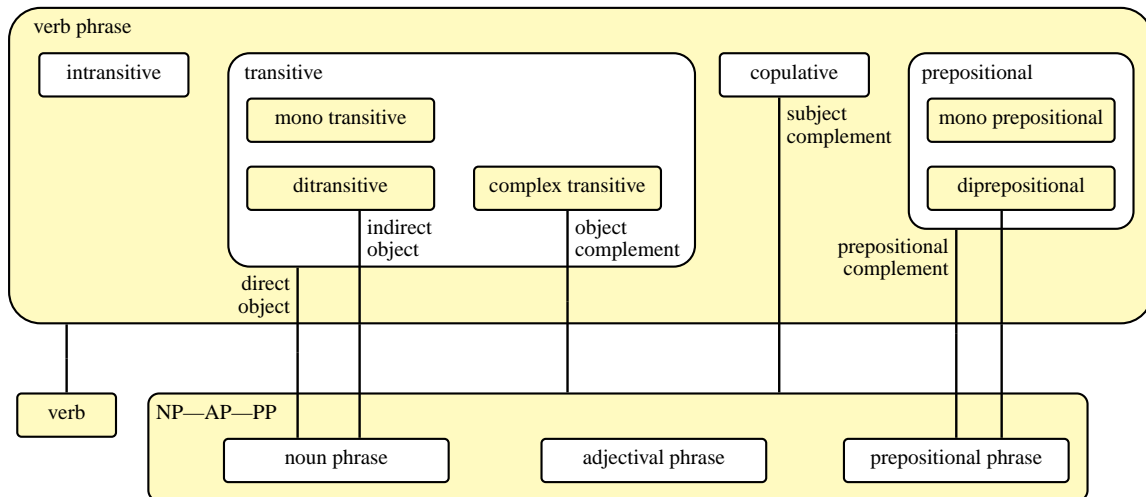 verb phrase
intransitive
transitive
copulative
prepositional
mono transitive
subject
complement
mono prepositional
ditransitive
complex transitive
diprepositional
indirect
object
object
complement
prepositional
complement
direct
object
verb
NP—AP—PP
noun phrase
adjectival phrase
prepositional phrase